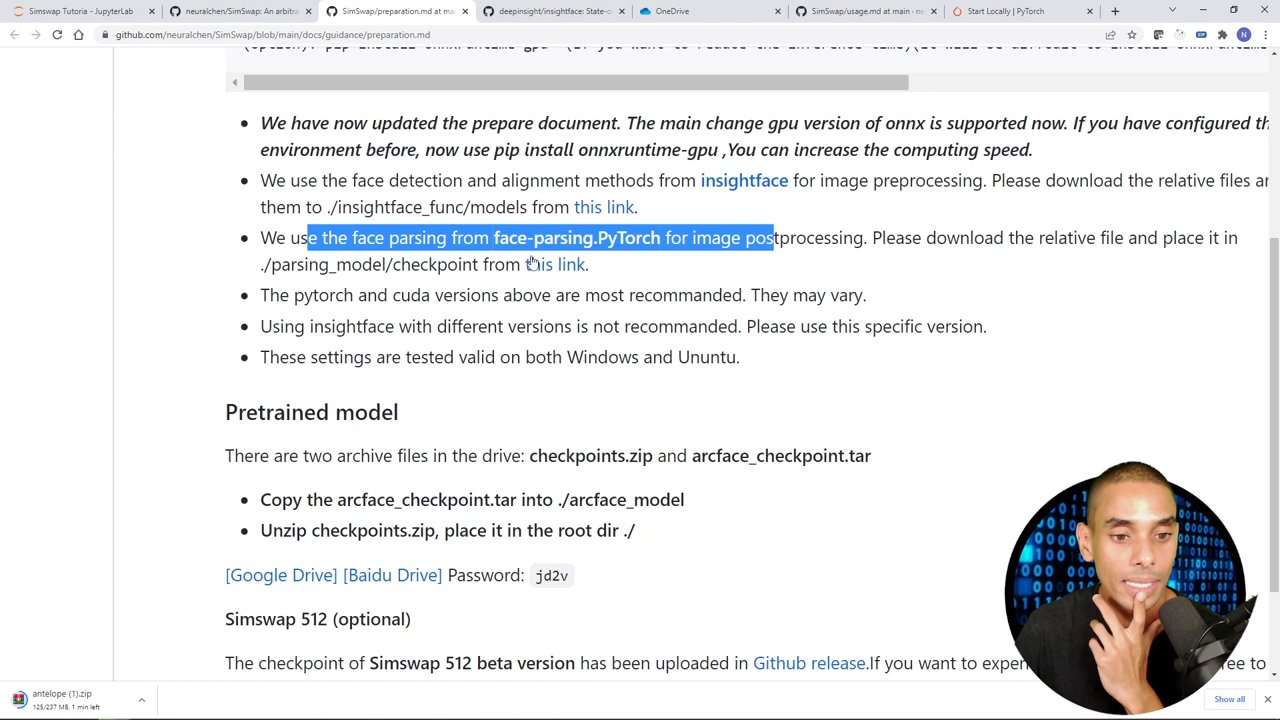 Simswap Tutoria - JupyterLab
neuralchen/SimSwap: An arbitra
SimSwap/preparation.md at ma
deepinsight/insightface: State-o
OneDrive
SimSwap/usage.md at main · ne
Start Locally | PyTorch
github.com/neuralchen/SimSwap/blob/main/docs/guidance/preparation.md
We have now updated the prepare document. The main change gpu version of onnx is supported now. If you have configured th
environment before, now use pip install onnxruntime-gpu ,You can increase the computing speed.
We use the face detection and alignment methods from insightface for image preprocessing. Please download the relative files an
them to ./insightface_func/models from this link.
We use the face parsing from face-parsing.PyTorch for image postprocessing. Please download the relative file and place it in
./parsing_model/checkpoint from this link.
The pytorch and cuda versions above are most recommanded. They may vary.
Using insightface with different versions is not recommanded. Please use this specific version.
These settings are tested valid on both Windows and Ununtu.
Pretrained model
There are two archive files in the drive: checkpoints.zip and arcface_checkpoint.tar
Copy the arcface_checkpoint.tar into ./arcface_model
Unzip checkpoints.zip, place it in the root dir ./
[Google Drive] [Baidu Drive] Password: jd2v
Simswap 512 (optional)
The checkpoint of Simswap 512 beta version has been uploaded in Github release.If you want to exper
antelope (1).zip
125/237 MB, 1 min left
Show all